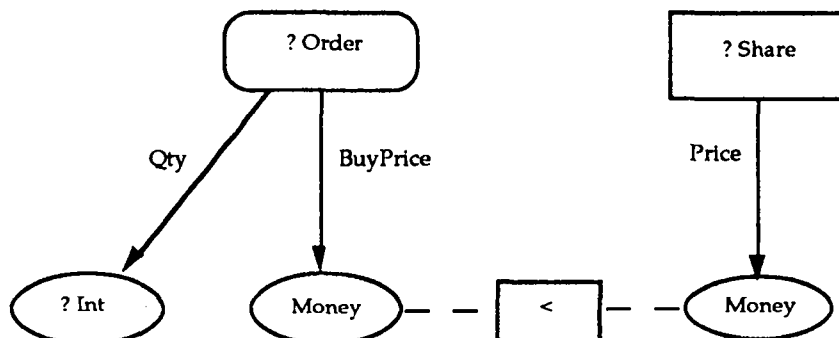 ? Order
? Share
Qty
BuyPrice
Price
? Int
Money
<
Money